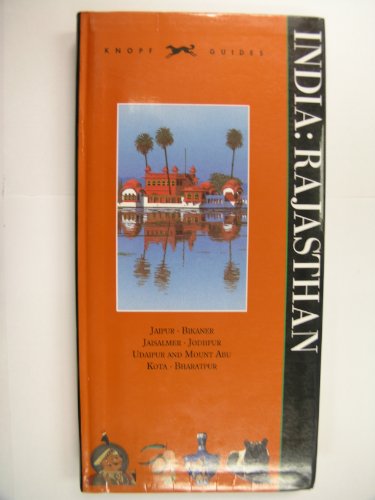 KNOPF GUIDES
INDIA: RAJASTHAN
JAIPUR · BIKANER
JAISALMER · JODHPUR
UDAIPUR AND MOUNT ABU
KOTA · BHARATPUR